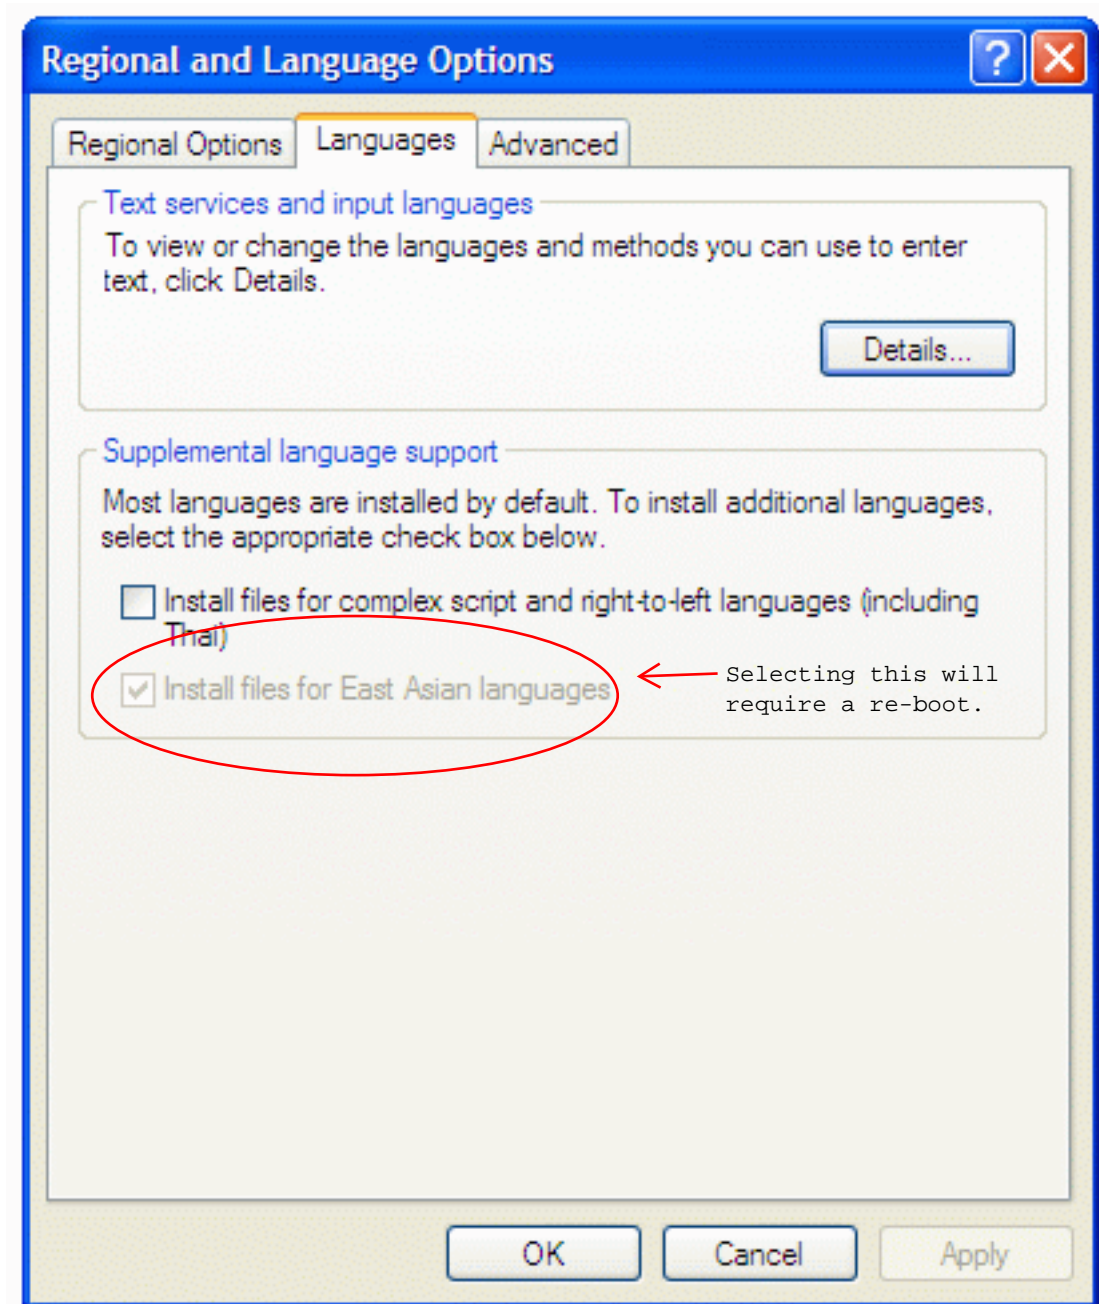 Regional and Language Options
Regional Options Languages Advanced
Text services and input languages
To view or change the languages and methods you can use to enter
text, click Details.
Details...
Supplemental language support
Most languages are installed by default. To install additional languages,
select the appropriate check box below.
Install files for complex script and right-to-left languages (including
Thai)
Install files for East Asian languages
Selecting this will
require a re-boot.
OK Cancel Apply